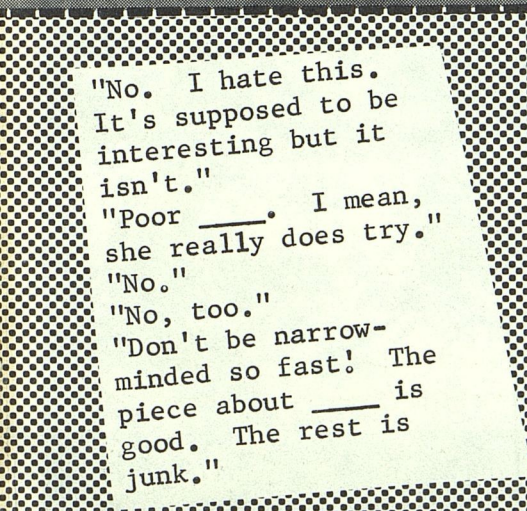 "No.  I hate this.
It's supposed to be
interesting but it
isn't."
"Poor ____.  I mean,
she really does try."
"No."
"No, too."
"Don't be narrow-
minded so fast!  The
piece about ____ is
good.  The rest is
junk."